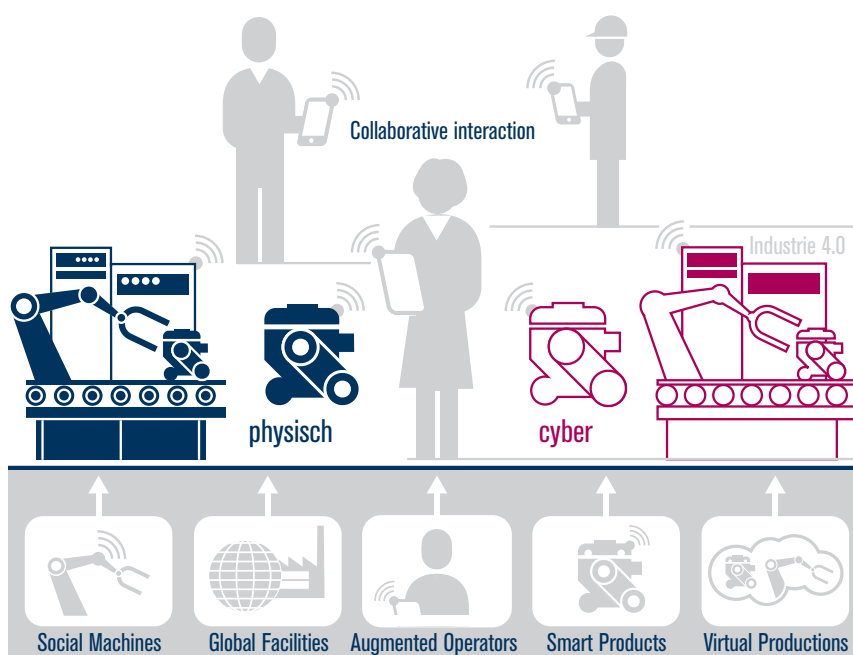 Collaborative interaction
Industrie 4.0
physisch
cyber
Social Machines
Global Facilities
Augmented Operators
Smart Products
Virtual Productions